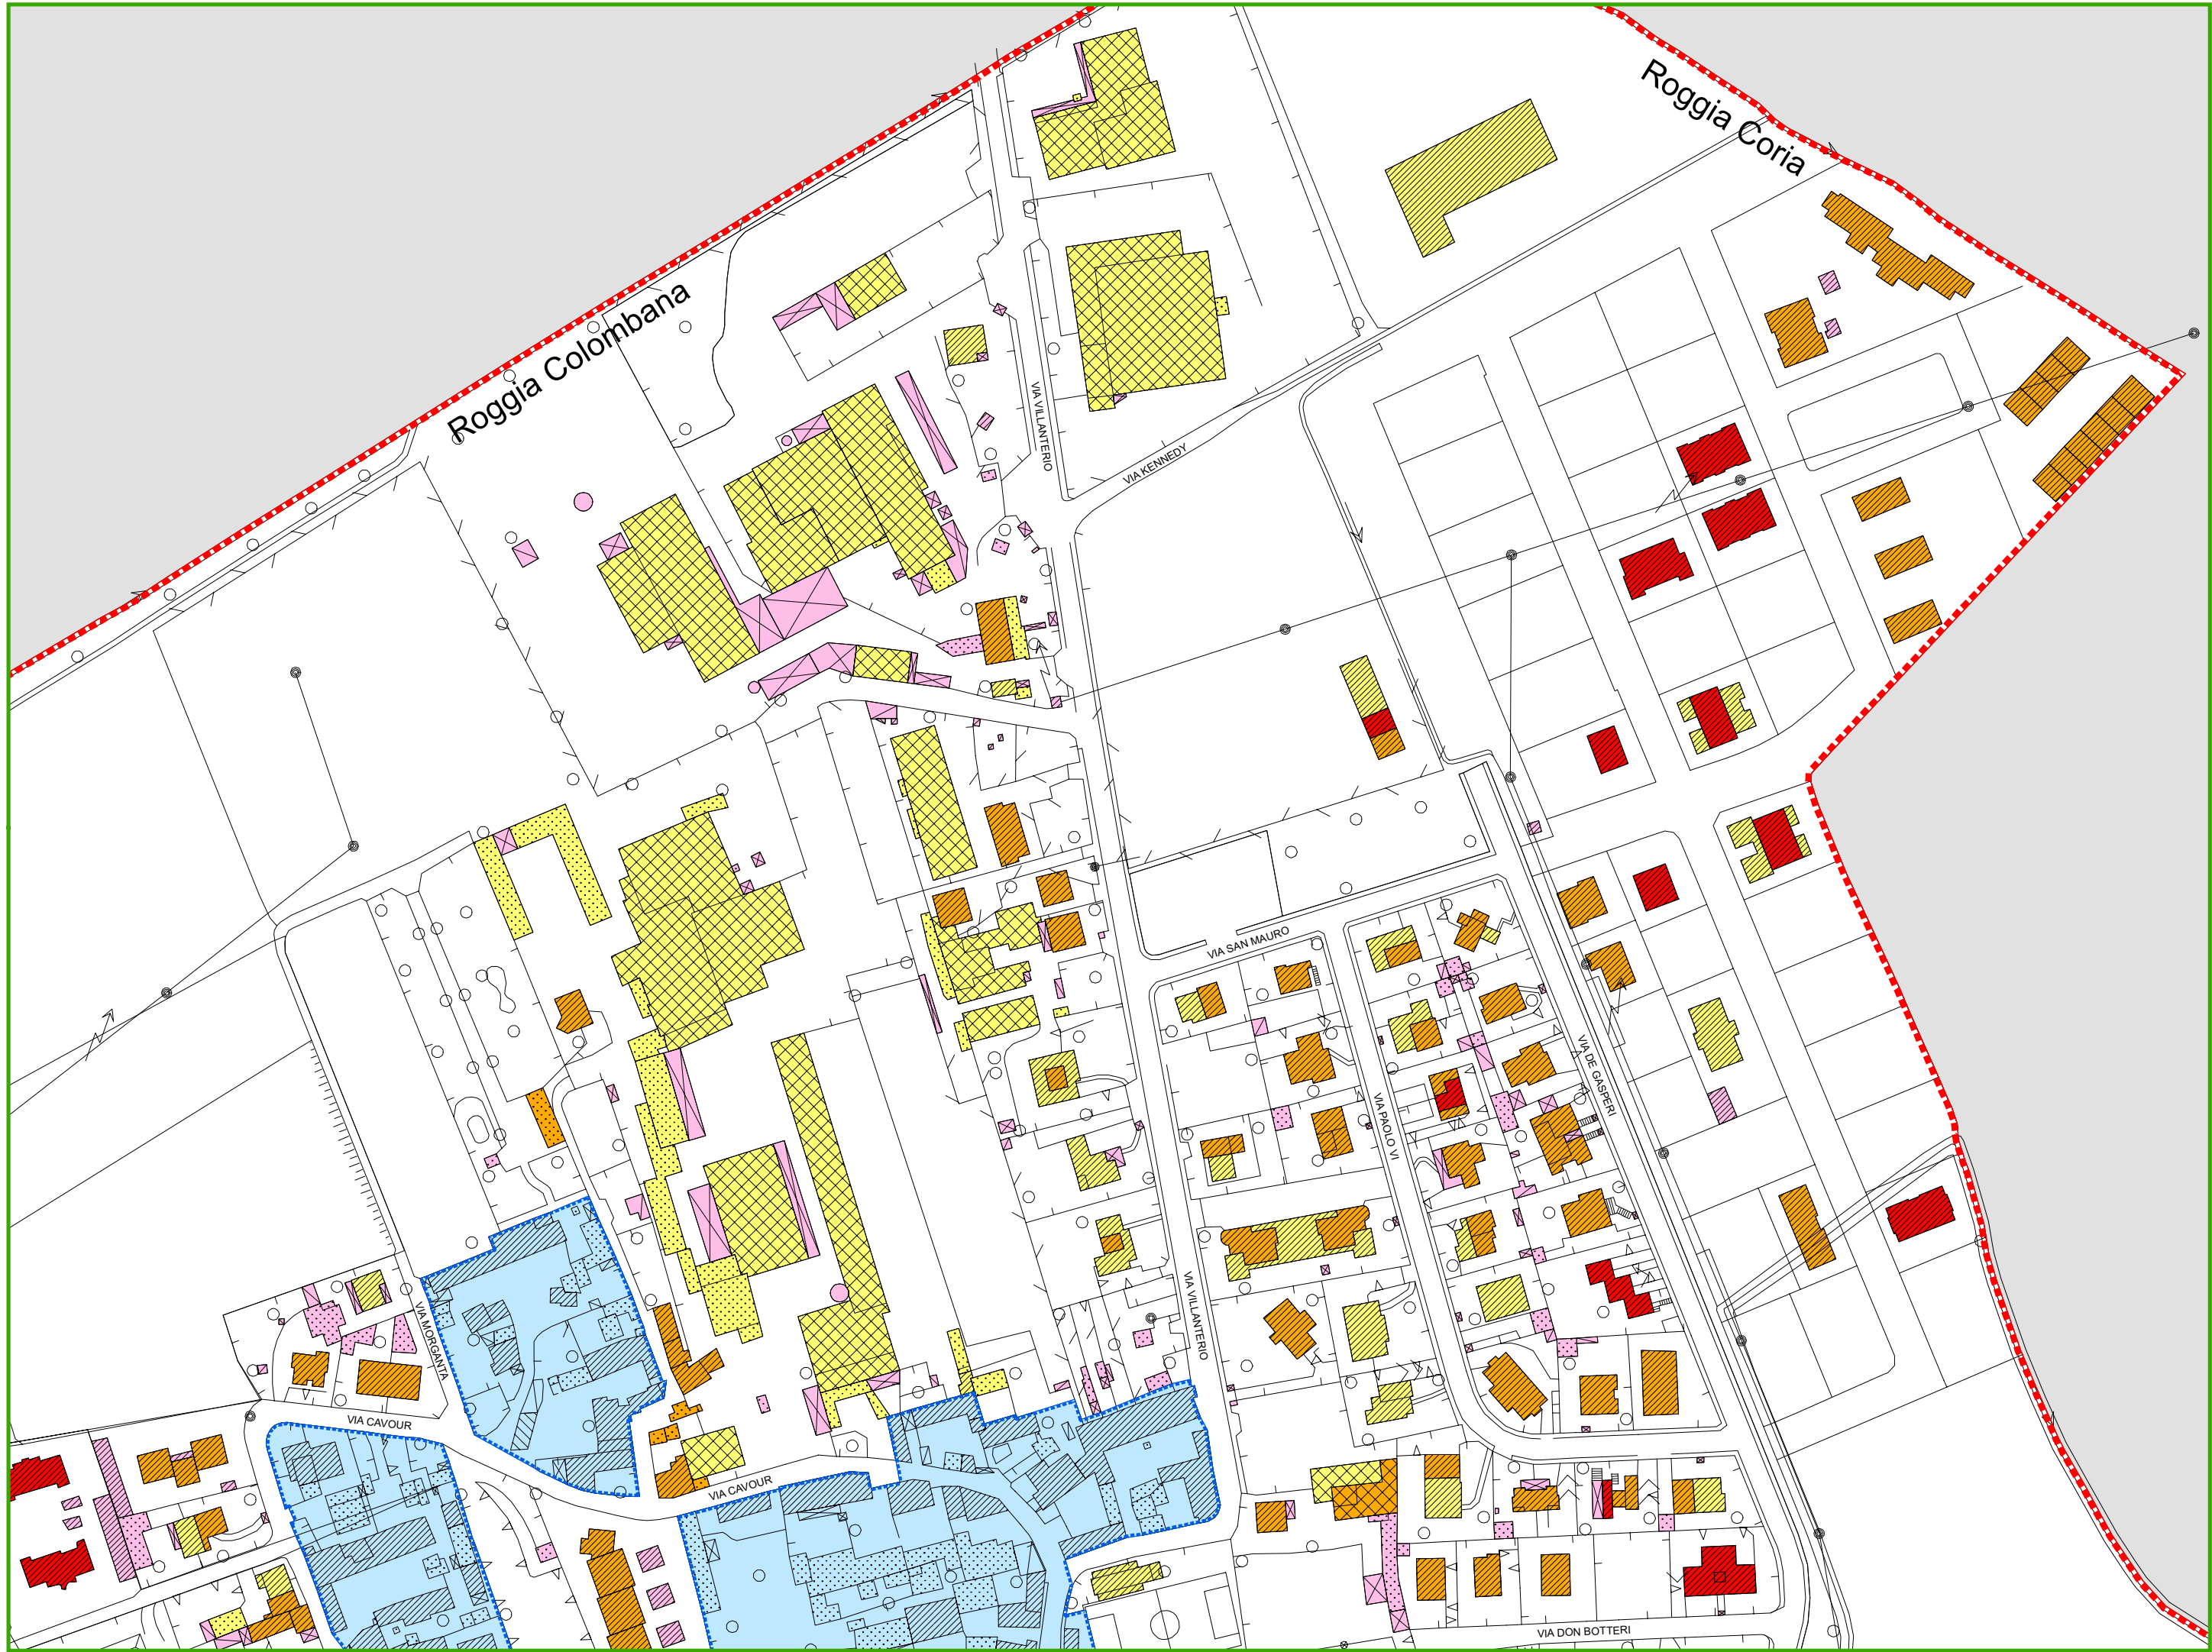 Roggia Coria
Roggia Colombana
VIA VILLANTERIO
VIA KENNEDY
VIA SAN MAURO
VIA DE GASPERI
VIA PAOLO VI
VIA VILLANTERIO
VIA MORGANTA
VIA CAVOUR
VIA CAVOUR
VIA DON BOTTERI